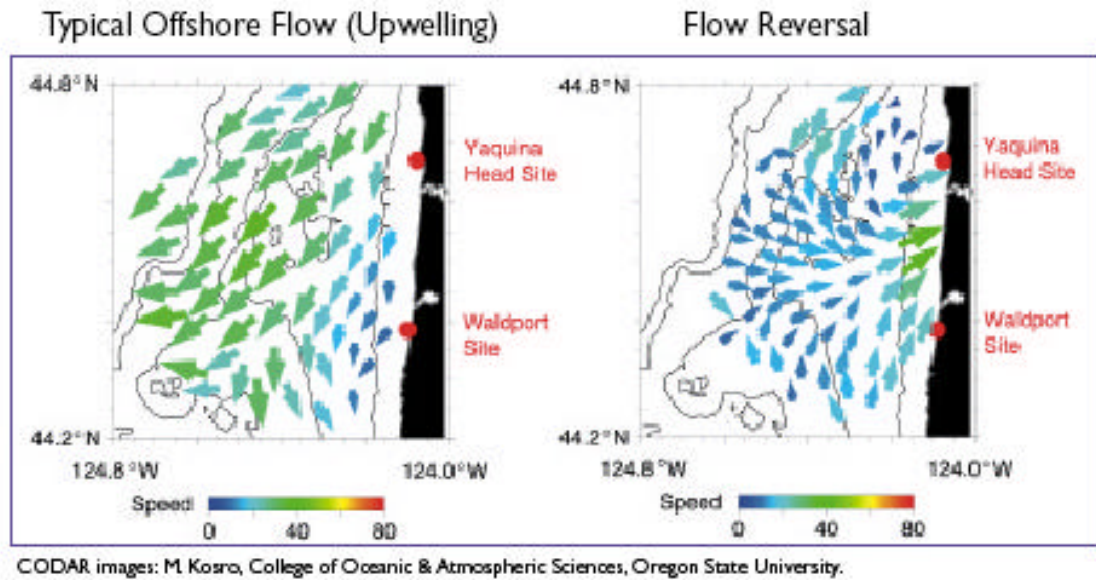 Typical Offshore Flow (Upwelling)
Flow Reversal
44.8°N
Yaquina
Head Site
Waldport
Site
44.2°N
124.8°W
124.0°W
Speed
0
40
80
44.8°N
Yaquina
Head Site
Waldport
Site
44.2°N
124.8°W
124.0°W
Speed
0
40
80
CODAR images: M. Kosro, College of Oceanic & Atmospheric Sciences, Oregon State University.